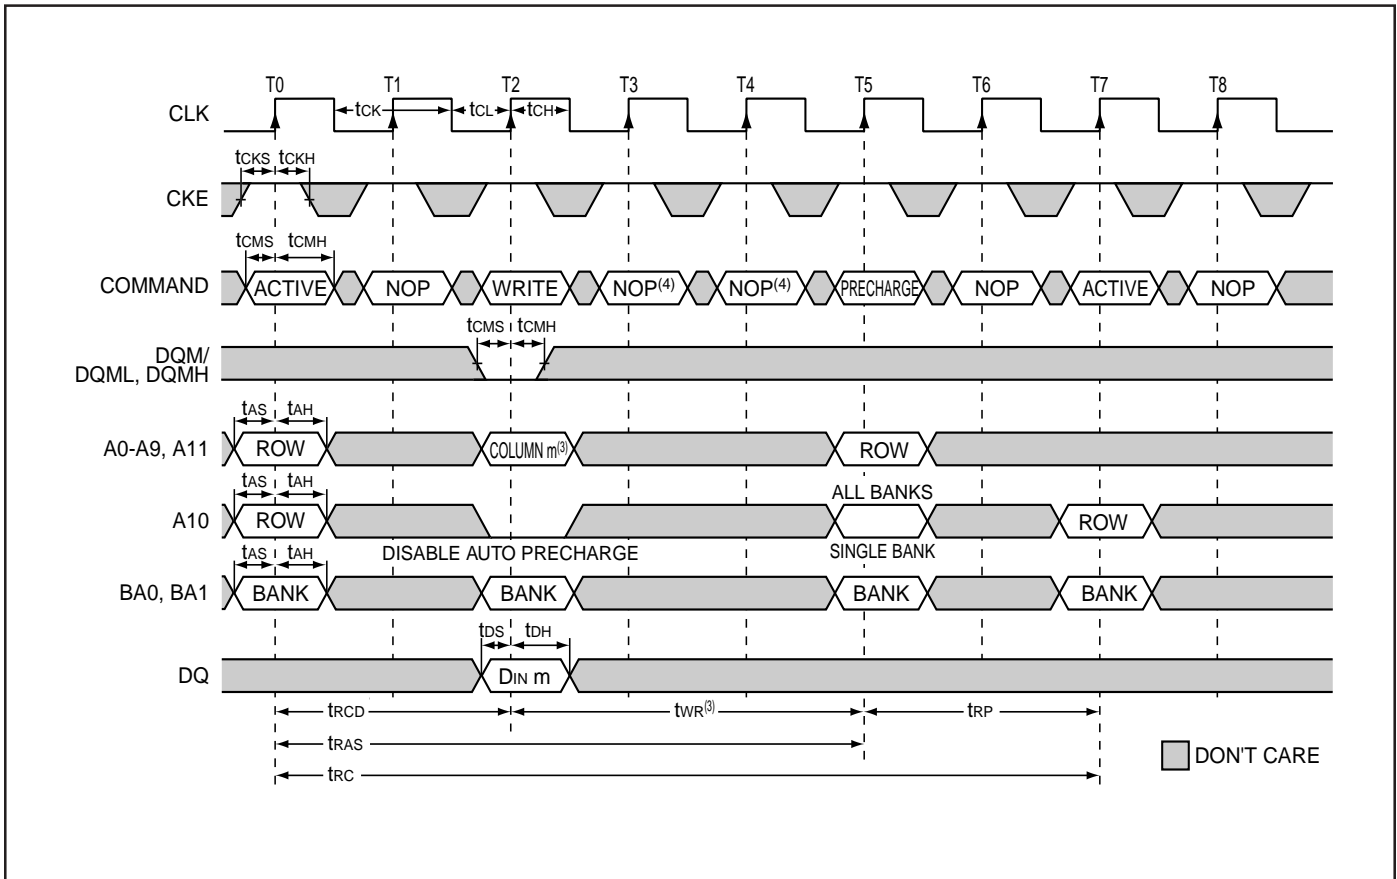 T0 T1 T2 T3 T4 T5 T6 T7 T8
CLK tCK tCL tCH
tCKS tCKH
CKE
tCMS tCMH
COMMAND ACTIVE NOP WRITE NOP(4) NOP(4) PRECHARGE NOP ACTIVE NOP
tCMS tCMH
DQM/
DQML, DQMH
tAS tAH
A0-A9, A11 ROW COLUMN m(3) ROW
tAS tAH ALL BANKS
A10 ROW ROW
DISABLE AUTO PRECHARGE SINGLE BANK
tAS tAH
BA0, BA1 BANK BANK BANK BANK
tDS tDH
DQ DIN m
tRCD tWR(3) tRP
tRAS
tRC
DON'T CARE